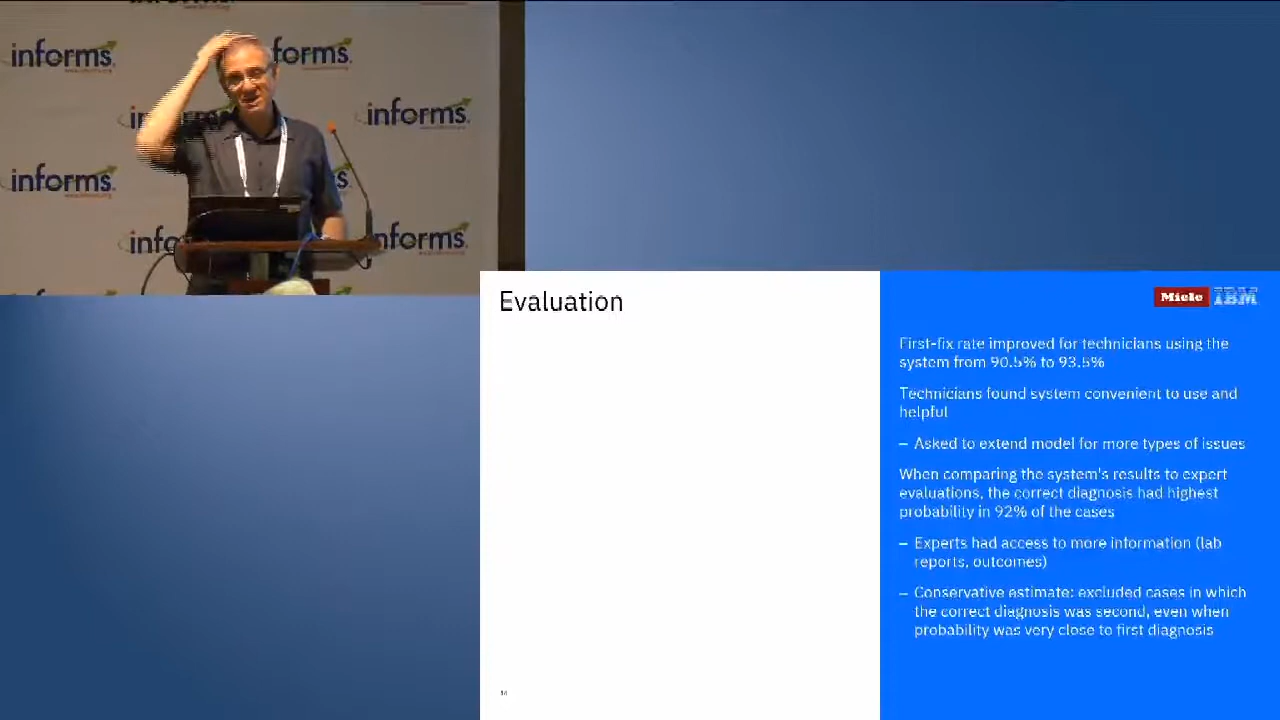 informs.
forms.
informs.
informs.
s.
info
nforms.
Evaluation
Miele IBM
First-fix rate improved for technicians using the
system from 90.5% to 93.5%
Technicians found system convenient to use and
helpful
– Asked to extend model for more types of issues
When comparing the system's results to expert
evaluations, the correct diagnosis had highest
probability in 92% of the cases
– Experts had access to more information (lab
reports, outcomes)
– Conservative estimate: excluded cases in which
the correct diagnosis was second, even when
probability was very close to first diagnosis